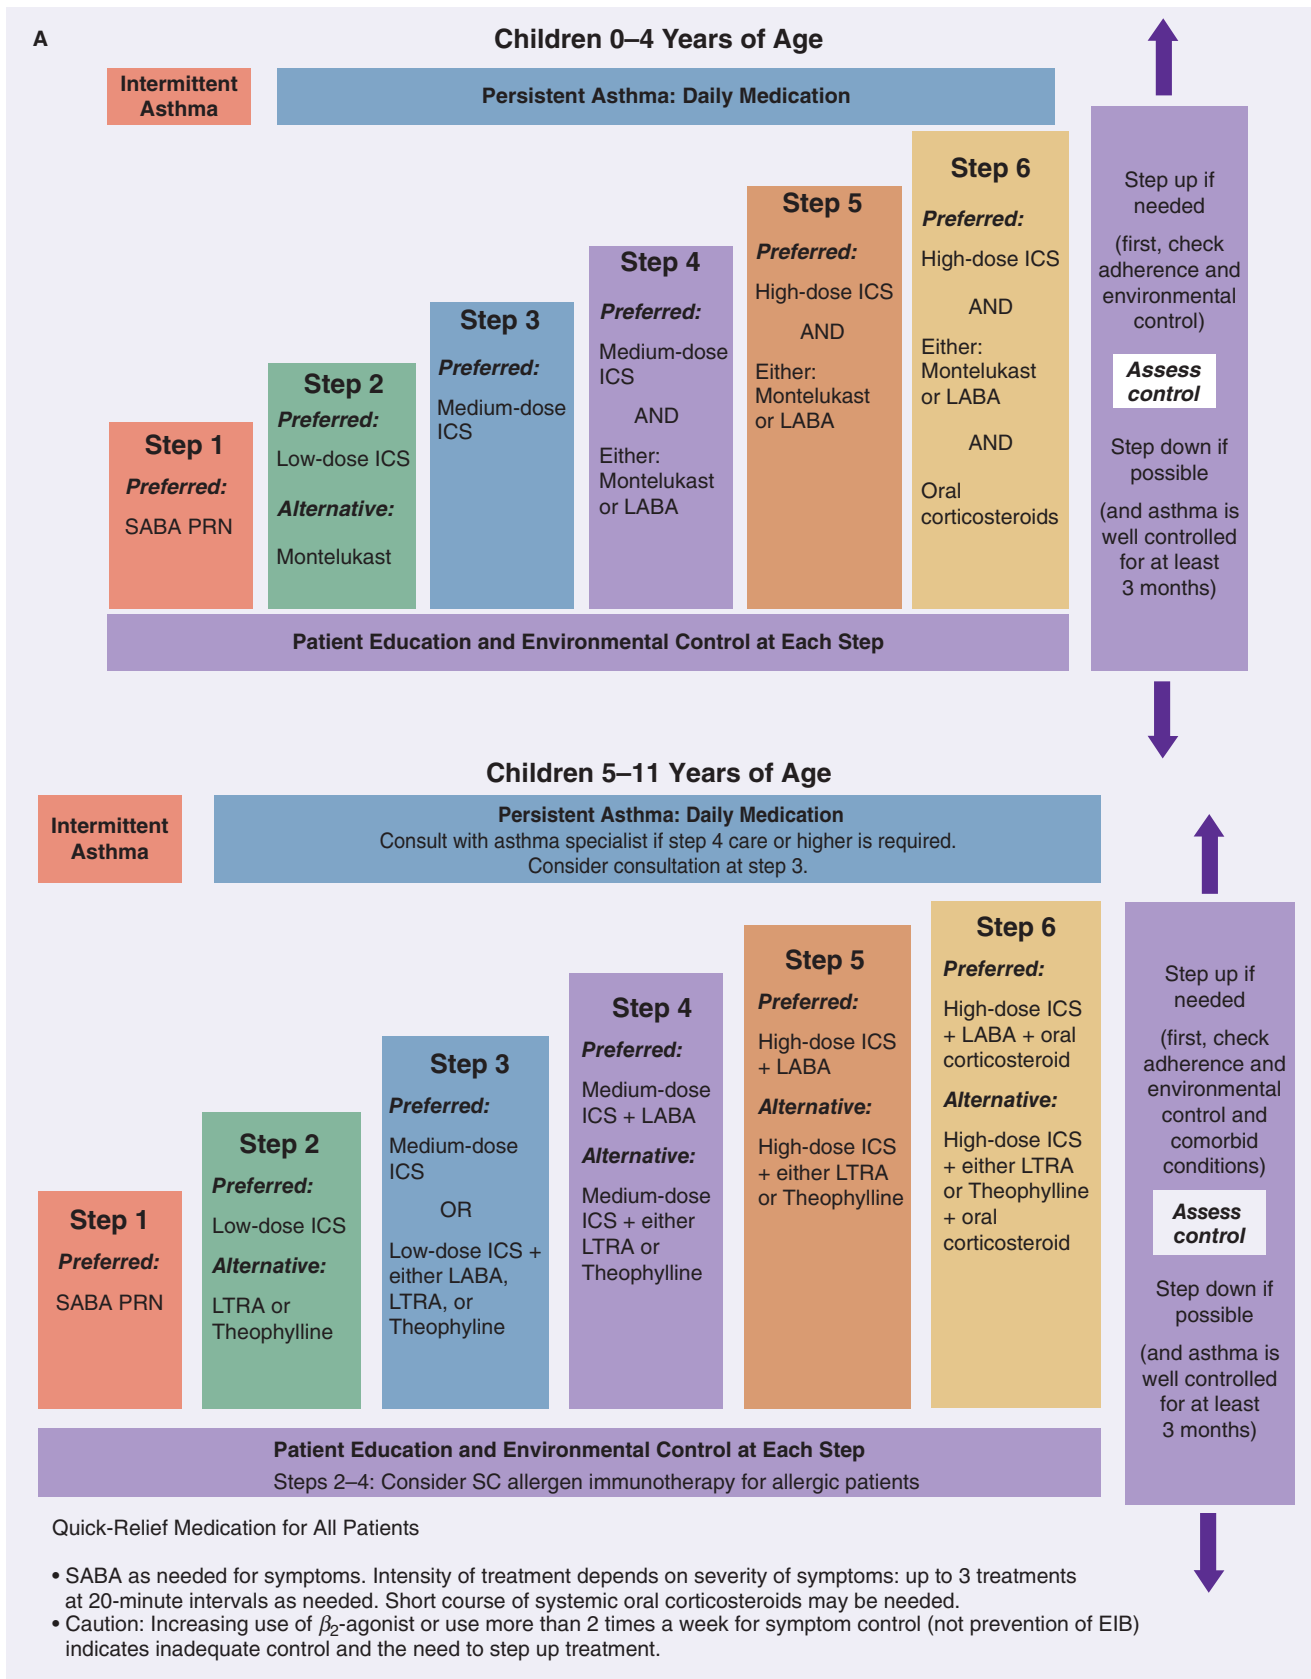 A
Children 0–4 Years of Age
Intermittent
Asthma
Persistent Asthma: Daily Medication
Step 1
Preferred:
SABA PRN
Step 2
Preferred:
Low-dose ICS
Alternative:
Montelukast
Step 3
Preferred:
Medium-dose
ICS
Step 4
Preferred:
Medium-dose
ICS
AND
Either:
Montelukast
or LABA
Step 5
Preferred:
High-dose ICS
AND
Either:
Montelukast
or LABA
Step 6
Preferred:
High-dose ICS
AND
Either:
Montelukast
or LABA
AND
Oral
corticosteroids
Patient Education and Environmental Control at Each Step
Step up if
needed
(first, check
adherence and
environmental
control)
Assess
control
Step down if
possible
(and asthma is
well controlled
for at least
3 months)
Children 5–11 Years of Age
Intermittent
Asthma
Persistent Asthma: Daily Medication
Consult with asthma specialist if step 4 care or higher is required.
Consider consultation at step 3.
Step 1
Preferred:
SABA PRN
Step 2
Preferred:
Low-dose ICS
Alternative:
LTRA or
Theophylline
Step 3
Preferred:
Medium-dose
ICS
OR
Low-dose ICS +
either LABA,
LTRA, or
Theophyline
Step 4
Preferred:
Medium-dose
ICS + LABA
Alternative:
Medium-dose
ICS + either
LTRA or
Theophylline
Step 5
Preferred:
High-dose ICS
+ LABA
Alternative:
High-dose ICS
+ either LTRA
or Theophylline
Step 6
Preferred:
High-dose ICS
+ LABA + oral
corticosteroid
Alternative:
High-dose ICS
+ either LTRA
or Theophylline
+ oral
corticosteroid
Patient Education and Environmental Control at Each Step
Steps 2–4: Consider SC allergen immunotherapy for allergic patients
Step up if
needed
(first, check
adherence and
environmental
control and
comorbid
conditions)
Assess
control
Step down if
possible
(and asthma is
well controlled
for at least
3 months)
Quick-Relief Medication for All Patients
• SABA as needed for symptoms. Intensity of treatment depends on severity of symptoms: up to 3 treatments
at 20-minute intervals as needed. Short course of systemic oral corticosteroids may be needed.
• Caution: Increasing use of β2-agonist or use more than 2 times a week for symptom control (not prevention of EIB)
indicates inadequate control and the need to step up treatment.